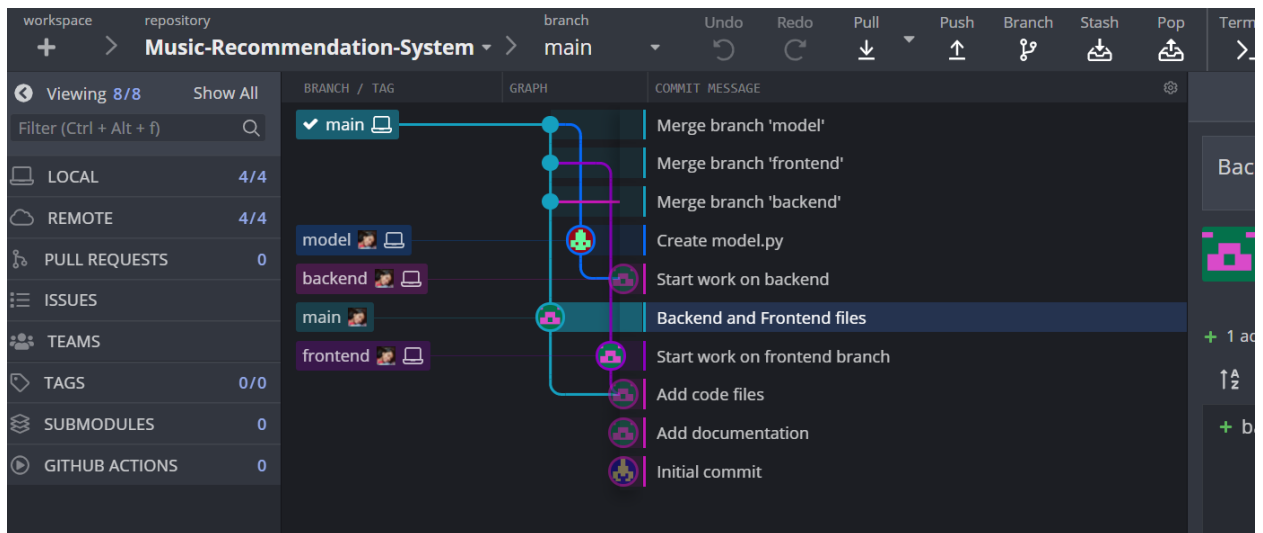 workspace repository branch Undo Redo Pull Push Branch Stash Pop
Music-Recommendation-System main
Viewing 8/8 Show All BRANCH / TAG GRAPH COMMIT MESSAGE
Filter (Ctrl + Alt + f) main Merge branch 'model'
Merge branch 'frontend'
LOCAL 4/4
Merge branch 'backend'
REMOTE 4/4
model Create model.py
PULL REQUESTS 0
backend Start work on backend
ISSUES
main Backend and Frontend files
TEAMS
frontend Start work on frontend branch
TAGS 0/0
Add code files
SUBMODULES 0
Add documentation
GITHUB ACTIONS 0
Initial commit